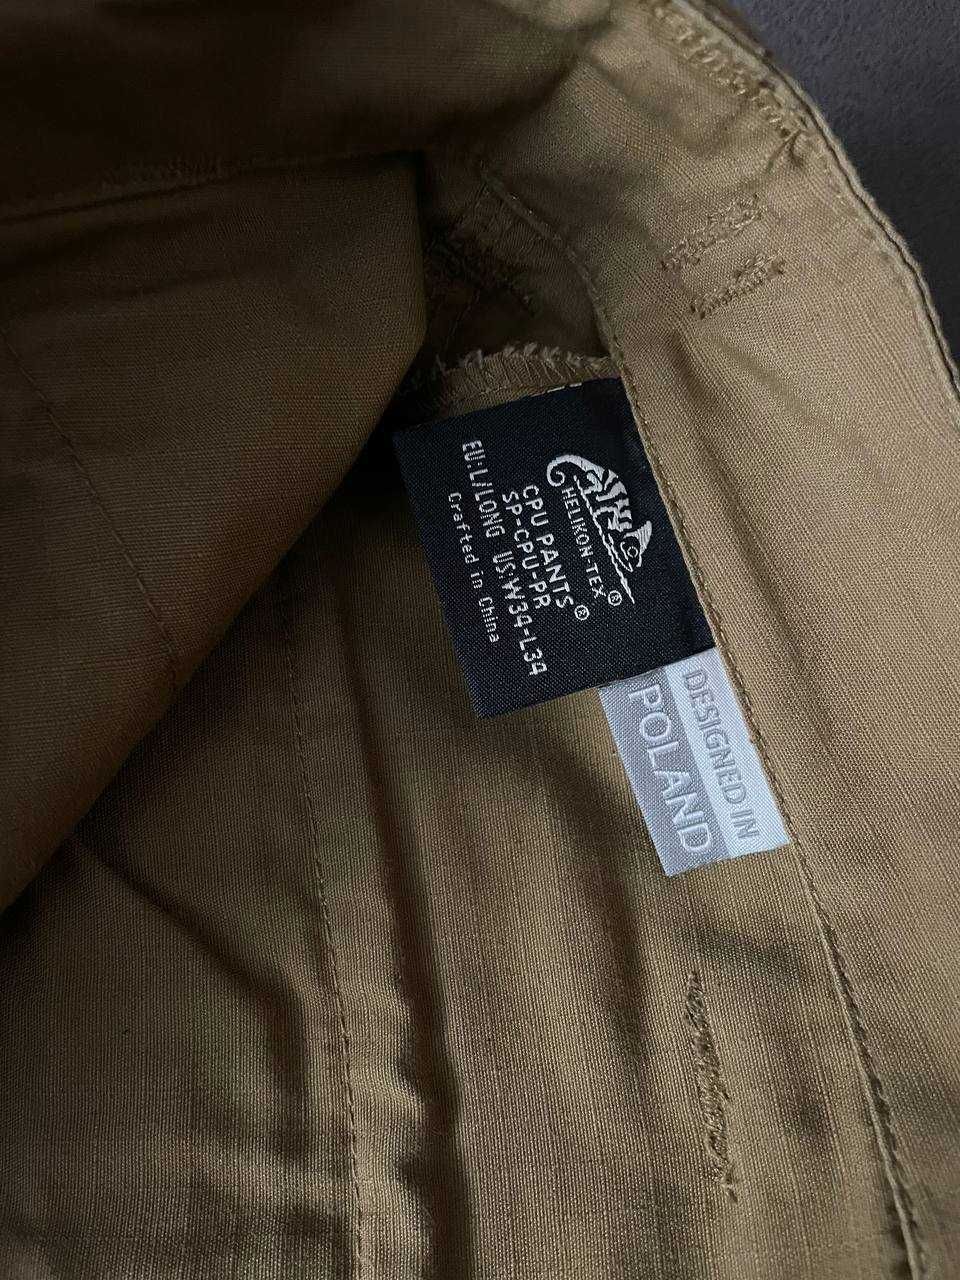 HELIKON-TEX®
CPU PANTS®
SP-CPU-PR
EU:L/LONG US:W34-L34
Crafted in China
DESIGNED IN
POLAND